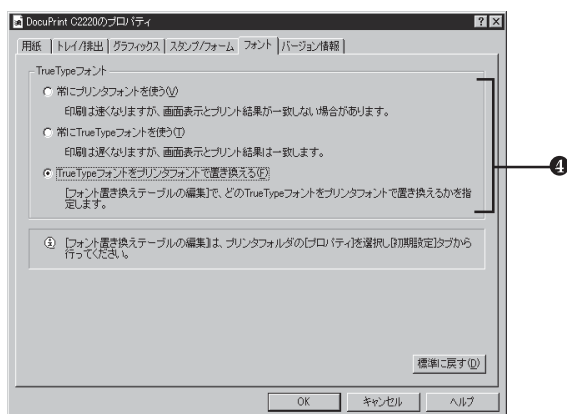 DocuPrint C2220のプロパティ
用紙 トレイ/排出 グラフィックス スタンプ/フォーム フォント バージョン情報
TrueTypeフォント
常にプリンタフォントを使う(V)
印刷は速くなりますが、画面表示とプリント結果が一致しない場合があります。
常にTrueTypeフォントを使う(T)
印刷は遅くなりますが、画面表示とプリント結果は一致します。
TrueTypeフォントをプリンタフォントで置き換える(F)
[フォント置き換えテーブルの編集]で、どのTrueTypeフォントをプリンタフォントで置き換えるかを指
定します。
❹
[フォント置き換えテーブルの編集]は、プリンタフォルダの[プロパティ]を選択し[初期設定]タブから
行ってください。
標準に戻す(D)
OK キャンセル ヘルプ